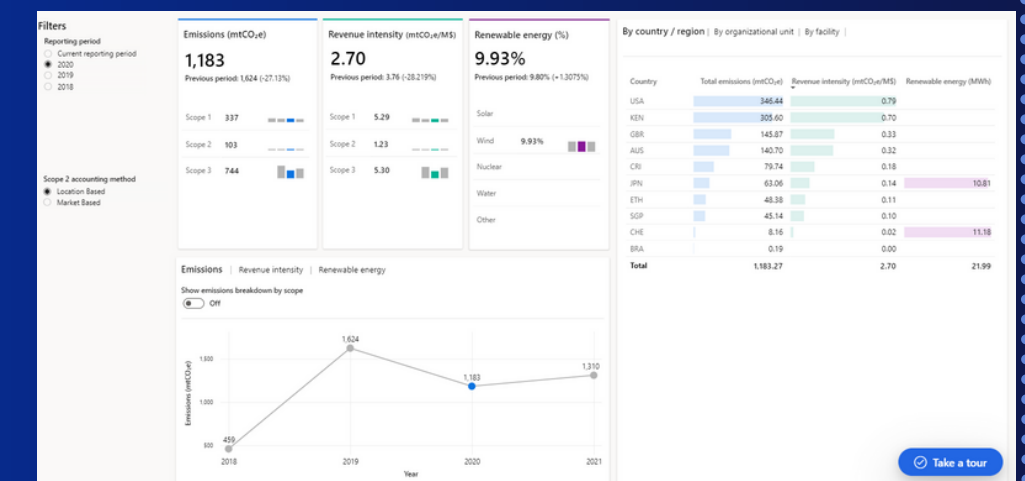 Filters
Reporting period
Current reporting period
2020
2019
2018
Scope 2 accounting method
Location Based
Market Based
Emissions (mtCO₂e)
1,183
Previous period: 1,624 (-27.13%)
Scope 1 337
Scope 2 103
Scope 3 744
Revenue intensity (mtCO₂e/M$)
2.70
Previous period: 3.76 (-28.219%)
Scope 1 5.29
Scope 2 1.23
Scope 3 5.30
Renewable energy (%)
9.93%
Previous period: 9.80% (+1.3075%)
Solar
Wind 9.93%
Nuclear
Water
Other
Emissions | Revenue intensity | Renewable energy
Show emissions breakdown by scope
Off
Emissions (mtCO₂e)
1,500
1,000
500
459
1,624
1,183
1,310
2018 2019 2020 2021
Year
By country / region | By organizational unit | By facility |
Country Total emissions (mtCO₂e) Revenue intensity (mtCO₂e/M$) Renewable energy (MWh)
USA 346.44 0.79
KEN 305.60 0.70
GBR 145.87 0.33
AUS 140.70 0.32
CRI 79.74 0.18
JPN 63.06 0.14 10.81
ETH 48.38 0.11
SGP 45.14 0.10
CHE 8.16 0.02 11.18
BRA 0.19 0.00
Total 1,183.27 2.70 21.99
Take a tour